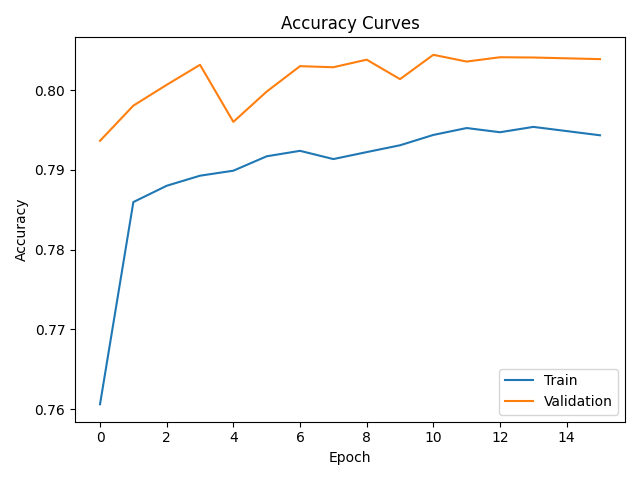 Accuracy Curves
Accuracy
0.80
0.79
0.78
0.77
0.76
0 2 4 6 8 10 12 14
Epoch
Train
Validation